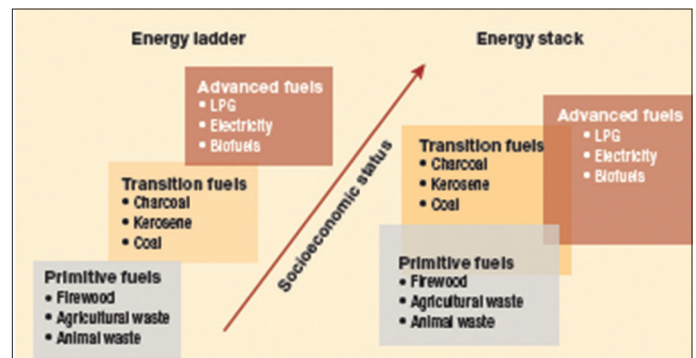 Energy ladder
Advanced fuels
• LPG
• Electricity
• Biofuels
Transition fuels
• Charcoal
• Kerosene
• Coal
Primitive fuels
• Firewood
• Agricultural waste
• Animal waste
Socioeconomic status
Energy stack
Advanced fuels
• LPG
• Electricity
• Biofuels
Transition fuels
• Charcoal
• Kerosene
• Coal
Primitive fuels
• Firewood
• Agricultural waste
• Animal waste